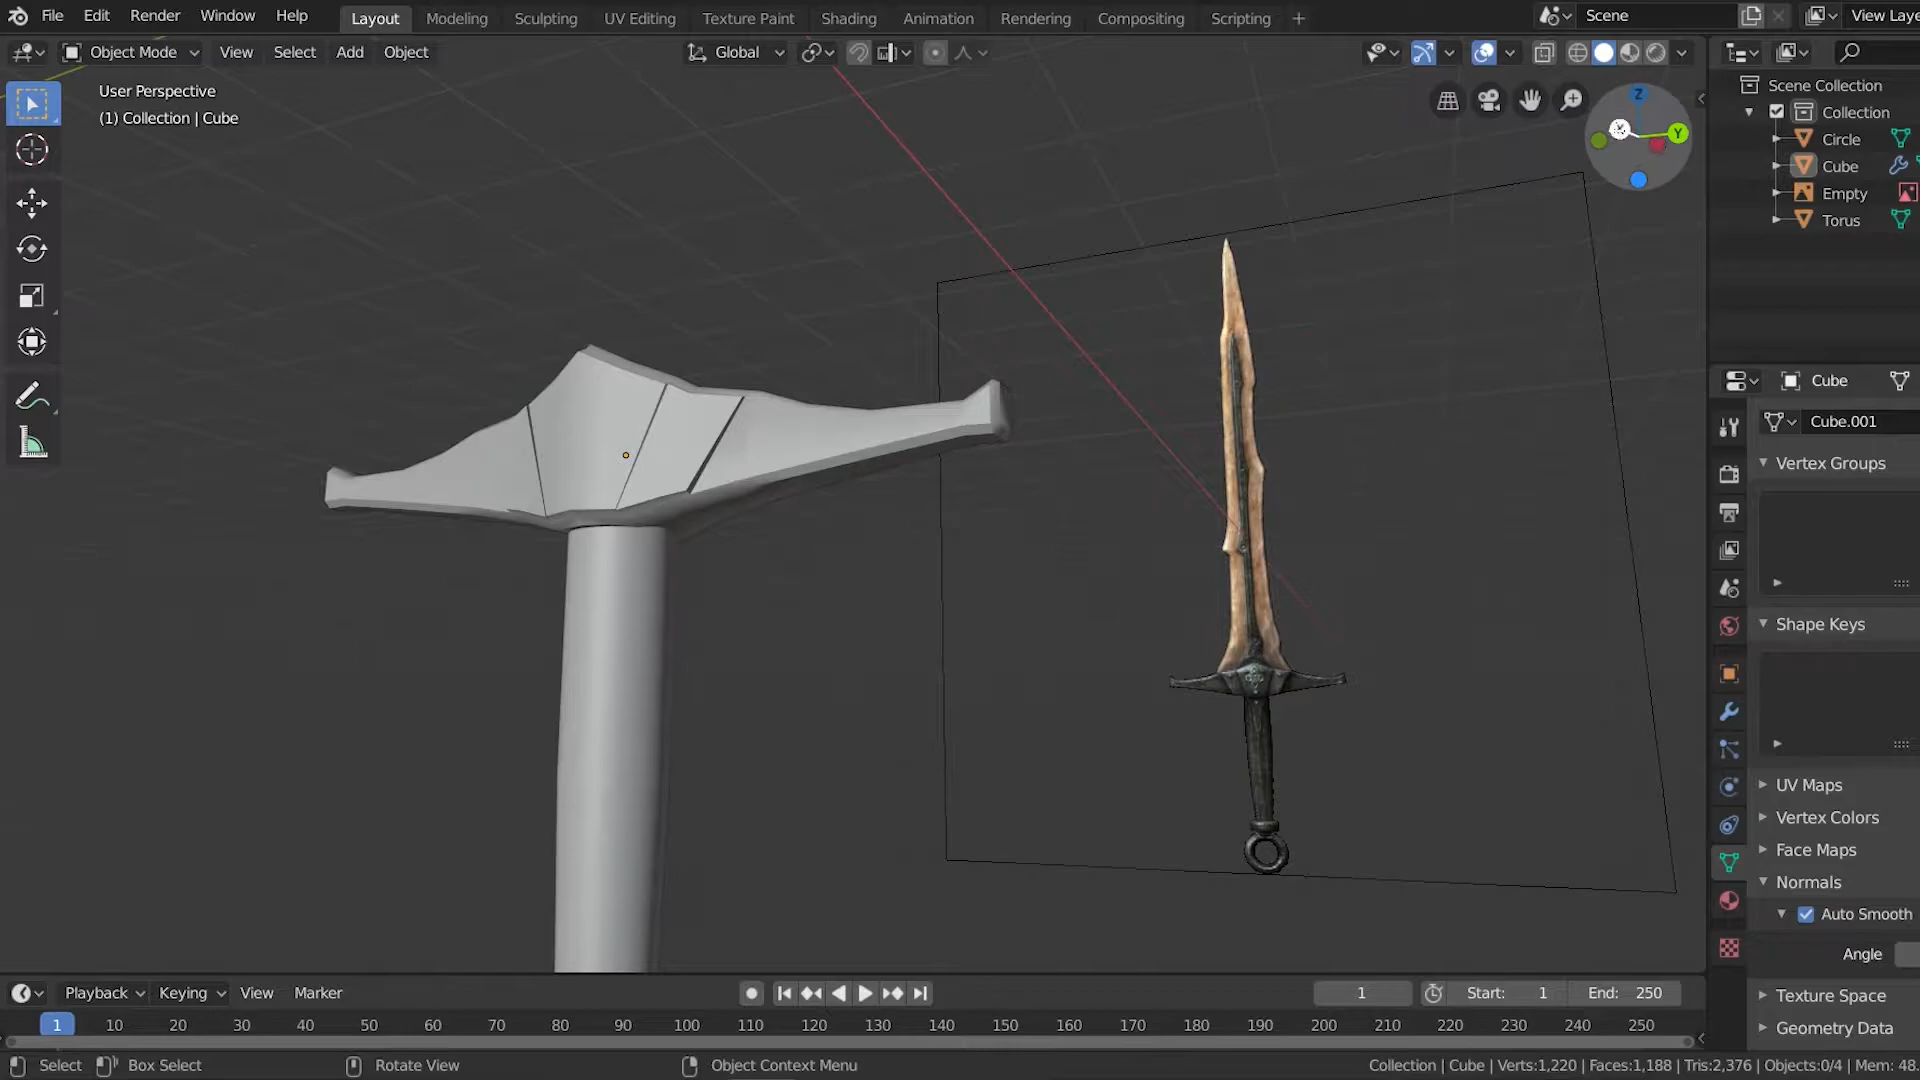 File Edit Render Window Help Layout Modeling Sculpting UV Editing Texture Paint Shading Animation Rendering Compositing Scripting + Scene View Laye
Object Mode View Select Add Object Global
User Perspective
(1) Collection | Cube
Z
Y
X
Scene Collection
Collection
Circle
Cube
Empty
Torus
Cube
Cube.001
Vertex Groups
Shape Keys
UV Maps
Vertex Colors
Face Maps
Normals
Auto Smooth
Angle
Texture Space
Geometry Data
Playback Keying View Marker 1 Start: 1 End: 250
1 10 20 30 40 50 60 70 80 90 100 110 120 130 140 150 160 170 180 190 200 210 220 230 240 250
Select Box Select Rotate View Object Context Menu Collection | Cube | Verts:1,220 | Faces:1,188 | Tris:2,376 | Objects:0/4 | Mem: 48.